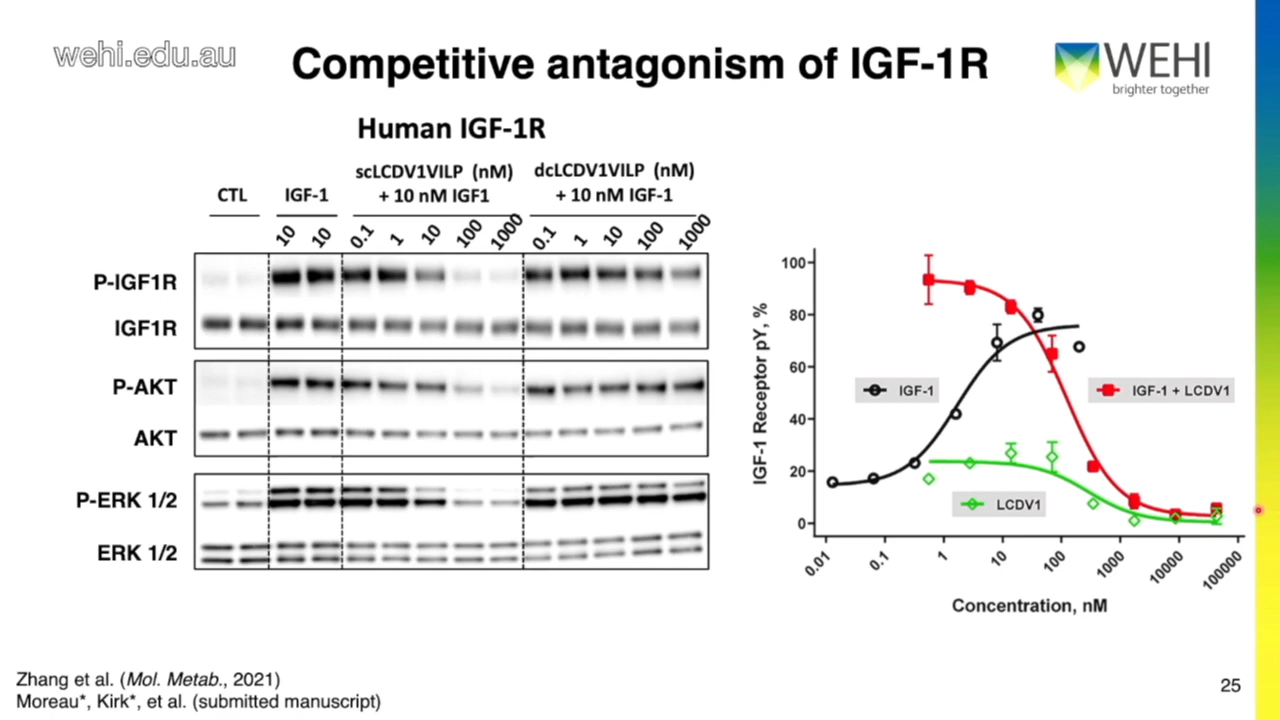 wehi.edu.au
Competitive antagonism of IGF-1R
WEHI
brighter together
Human IGF-1R
CTL
IGF-1
scLCDV1VILP (nM)
+ 10 nM IGF1
dcLCDV1VILP (nM)
+ 10 nM IGF-1
10 10 0.1 1 10 100 1000 0.1 1 10 100 1000
P-IGF1R
IGF1R
P-AKT
AKT
P-ERK 1/2
ERK 1/2
IGF-1 Receptor pY, %
100
80
60
40
20
0
IGF-1
IGF-1 + LCDV1
LCDV1
0.01 0.1 1 10 100 1000 10000 100000
Concentration, nM
Zhang et al. (Mol. Metab., 2021)
Moreau*, Kirk*, et al. (submitted manuscript)
25